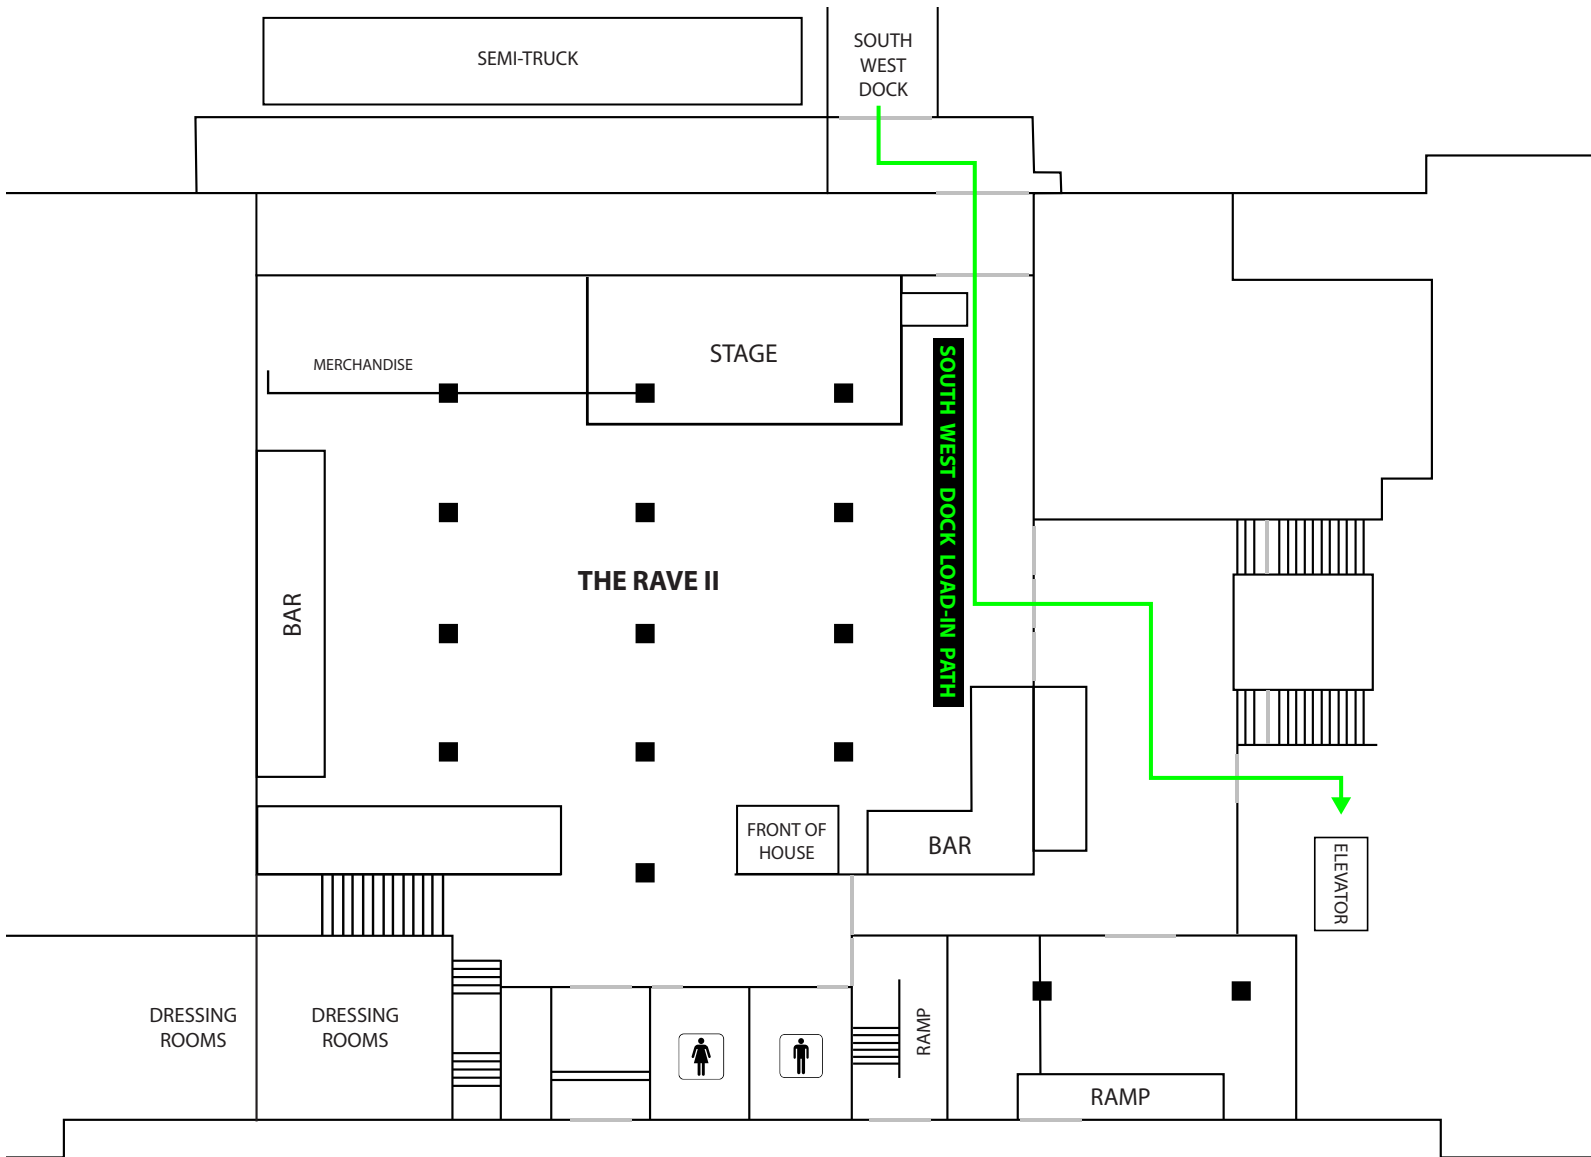 SEMI-TRUCK
SOUTH
WEST
DOCK
MERCHANDISE
STAGE
SOUTH WEST DOCK LOAD-IN PATH
THE RAVE II
BAR
FRONT OF
HOUSE
BAR
ELEVATOR
DRESSING
ROOMS
DRESSING
ROOMS
RAMP
RAMP